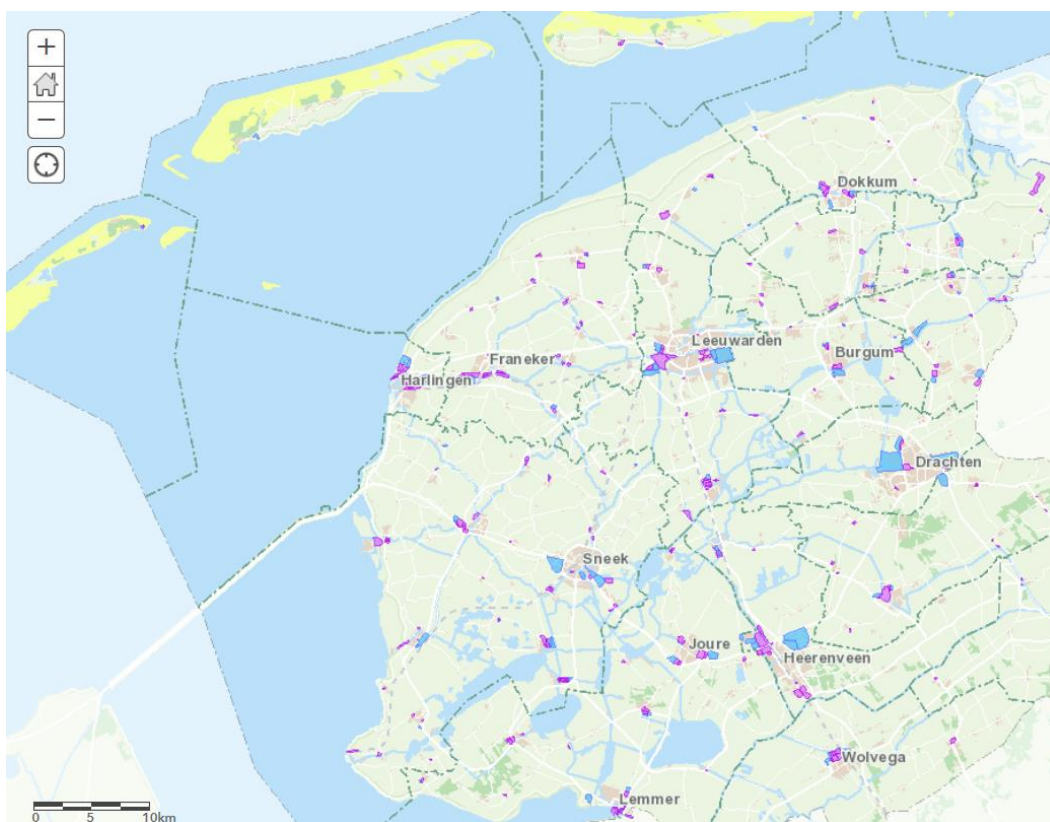 +
−
Dokkum
Leeuwarden
Franeker
Burgum
Harlingen
Drachten
Sneek
Joure
Heerenveen
Wolvega
Lemmer
0 5 10km